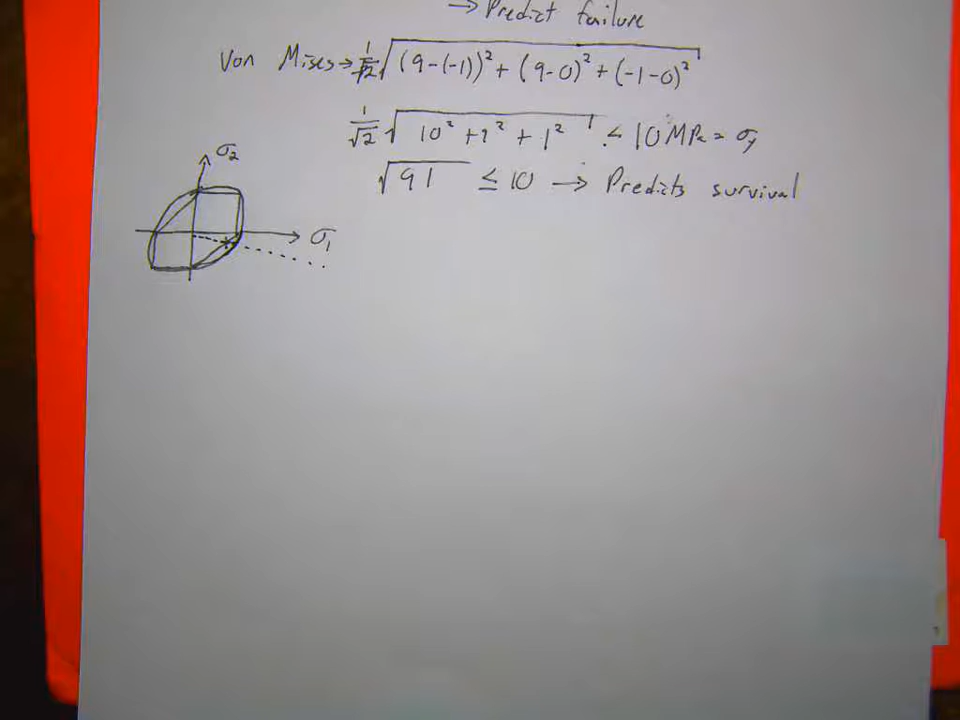 → Predict failure
Von Mises → 1/√2 √((9-(-1))² + (9-0)² + (-1-0)²)
1/√2 √(10² + 9² + 1²) ≤ 10 MPa = σy
√91 ≤ 10 → Predicts survival
σ₂
σ₁